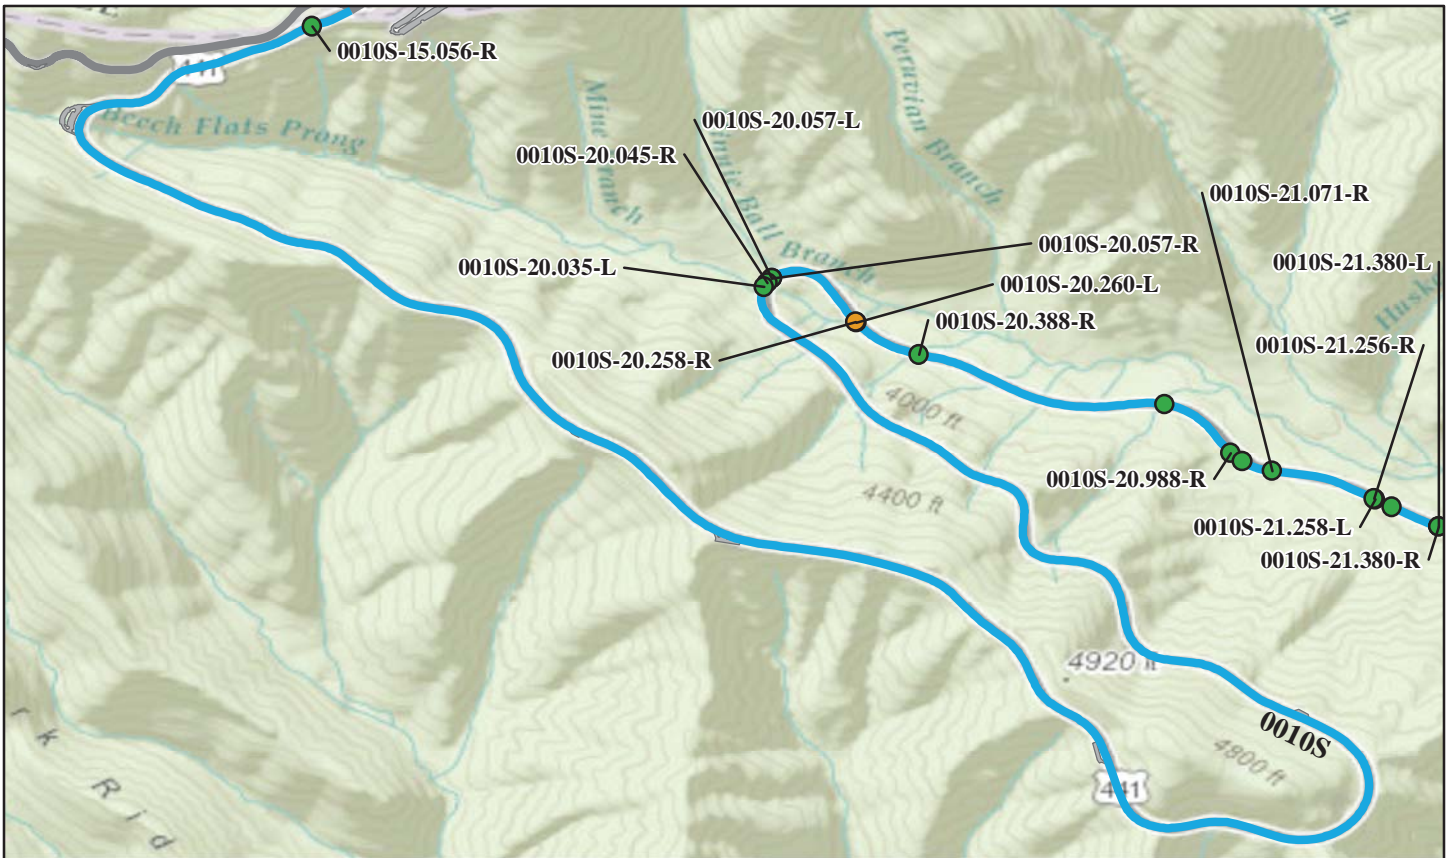 0010S-15.056-R
441
Beech Flats Prong
Mine Branch
Peruvian Branch
0010S-20.057-L
0010S-20.045-R
Ball Branch
0010S-21.071-R
0010S-20.057-R
0010S-20.035-L
0010S-21.380-L
0010S-20.260-L
0010S-20.388-R
0010S-21.256-R
0010S-20.258-R
4000 ft
0010S-20.988-R
4400 ft
0010S-21.258-L
0010S-21.380-R
4920 ft
0010S
4800 ft
441
r k R i d